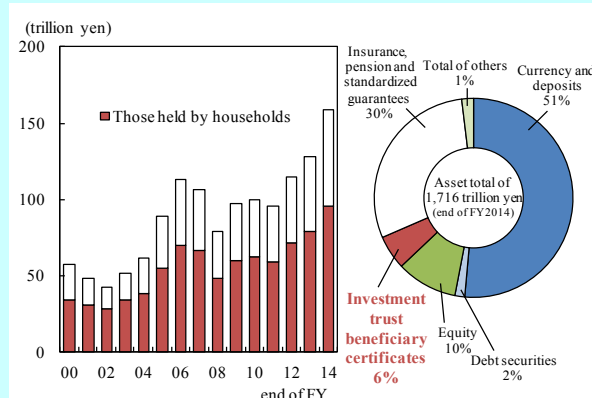 (trillion yen)
200
150
100
50
0
Those held by households
00 02 04 06 08 10 12 14
end of FY
Insurance,
pension and
standardized
guarantees
30%
Total of others
1%
Currency and
deposits
51%
Asset total of
1,716 trillion yen
(end of FY2014)
Investment
trust
beneficiary
certificates
6%
Equity
10%
Debt securities
2%